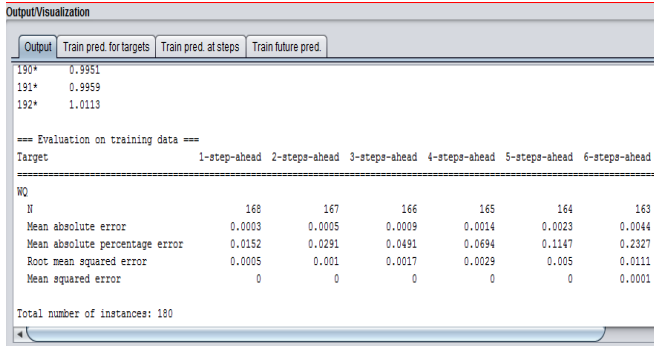 Output/Visualization
Output Train pred. for targets Train pred. at steps Train future pred.
190* 0.9951
191* 0.9959
192* 1.0113
=== Evaluation on training data ===
Target 1-step-ahead 2-steps-ahead 3-steps-ahead 4-steps-ahead 5-steps-ahead 6-steps-ahead
==========================================================================================
WQ
N 168 167 166 165 164 163
Mean absolute error 0.0003 0.0005 0.0009 0.0014 0.0023 0.0044
Mean absolute percentage error 0.0152 0.0291 0.0491 0.0694 0.1147 0.2327
Root mean squared error 0.0005 0.001 0.0017 0.0029 0.005 0.0111
Mean squared error 0 0 0 0 0 0.0001
Total number of instances: 180